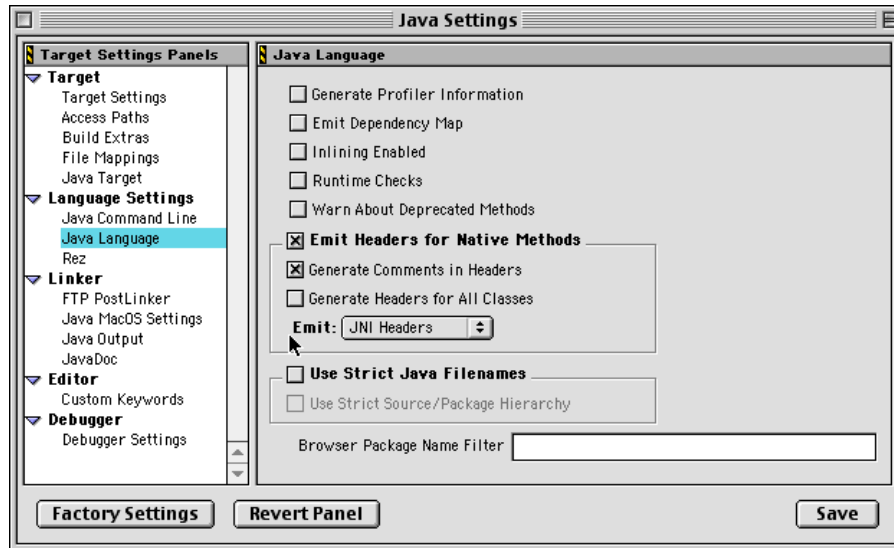 Java Settings
Target Settings Panels
Target
Target Settings
Access Paths
Build Extras
File Mappings
Java Target
Language Settings
Java Command Line
Java Language
Rez
Linker
FTP PostLinker
Java MacOS Settings
Java Output
JavaDoc
Editor
Custom Keywords
Debugger
Debugger Settings
Java Language
Generate Profiler Information
Emit Dependency Map
Inlining Enabled
Runtime Checks
Warn About Deprecated Methods
Emit Headers for Native Methods
Generate Comments in Headers
Generate Headers for All Classes
Emit: JNI Headers
Use Strict Java Filenames
Use Strict Source/Package Hierarchy
Browser Package Name Filter
Factory Settings Revert Panel Save